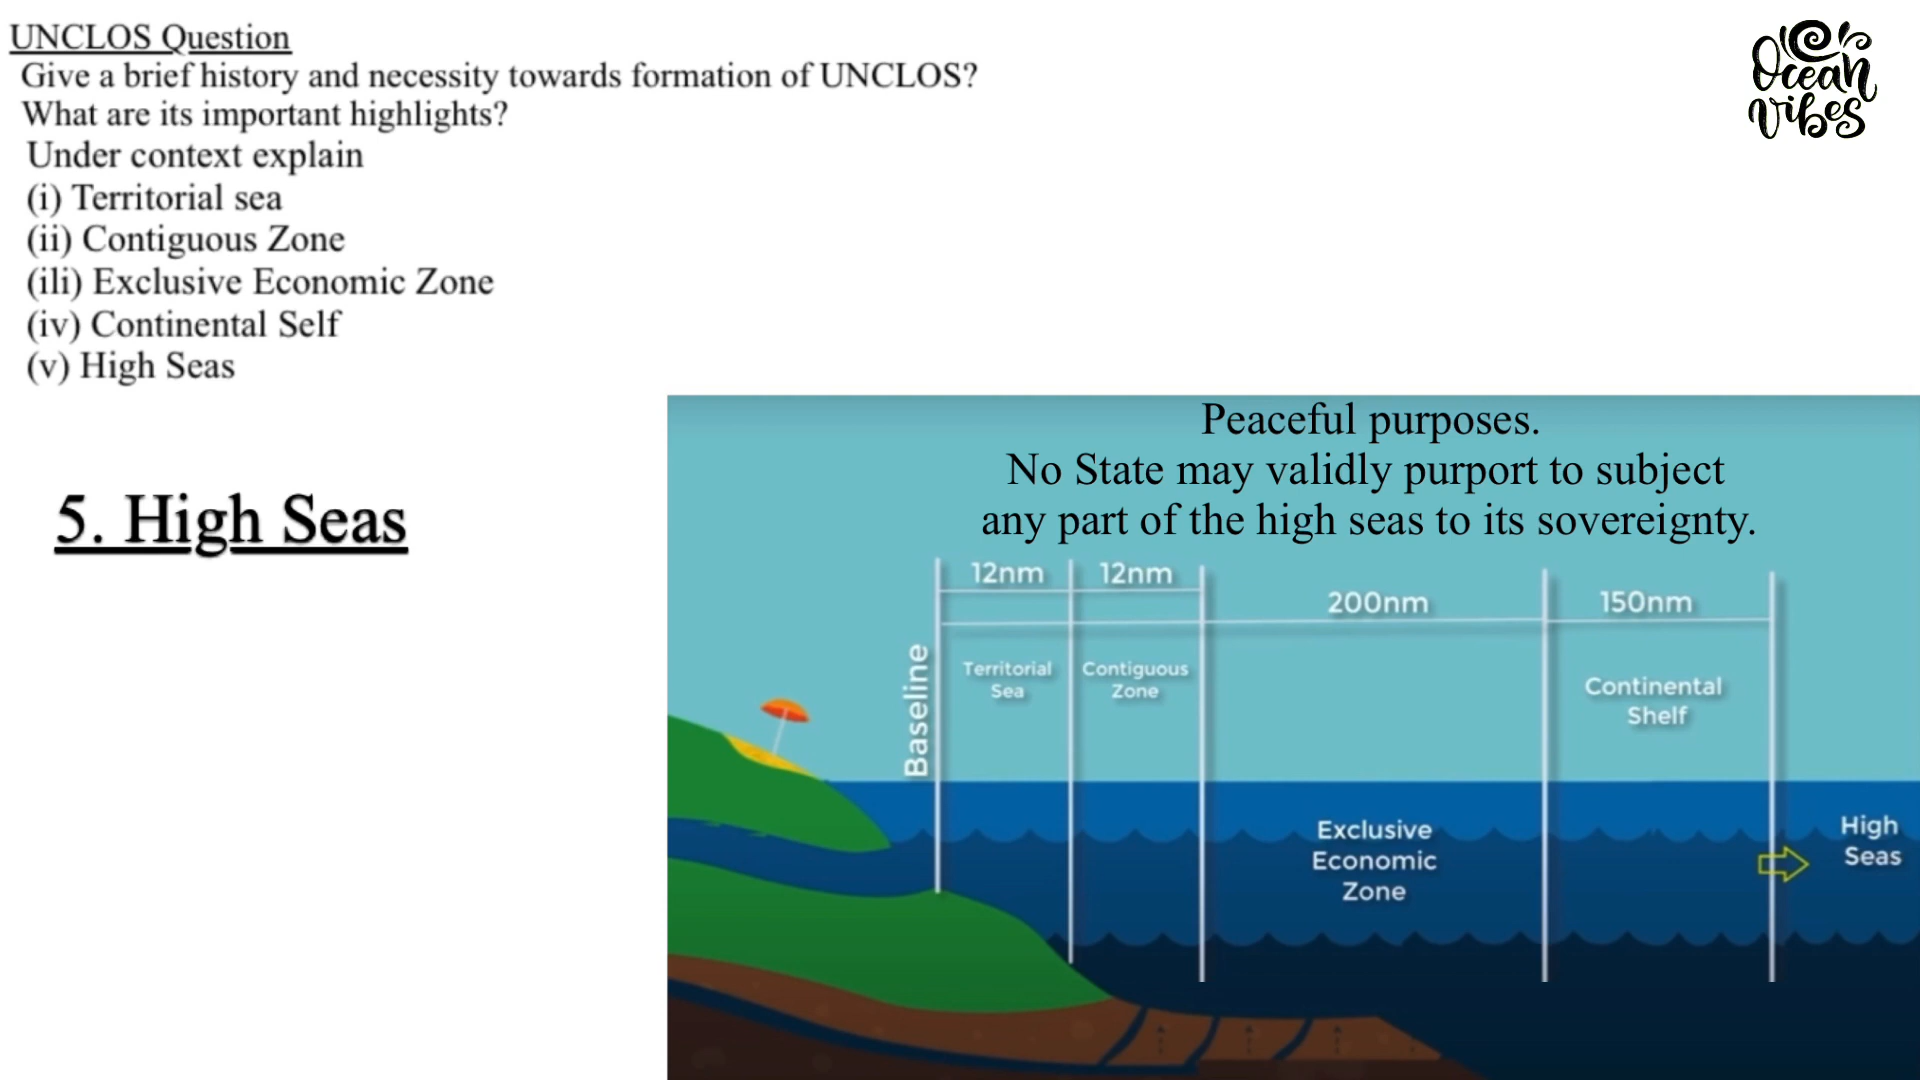 UNCLOS Question
Give a brief history and necessity towards formation of UNCLOS?
What are its important highlights?
Under context explain
(i) Territorial sea
(ii) Contiguous Zone
(ili) Exclusive Economic Zone
(iv) Continental Self
(v) High Seas
Ocean
Vibes
5. High Seas
Peaceful purposes.
No State may validly purport to subject
any part of the high seas to its sovereignty.
12nm
12nm
200nm
150nm
Baseline
Territorial
Sea
Contiguous
Zone
Continental
Shelf
Exclusive
Economic
Zone
High
Seas